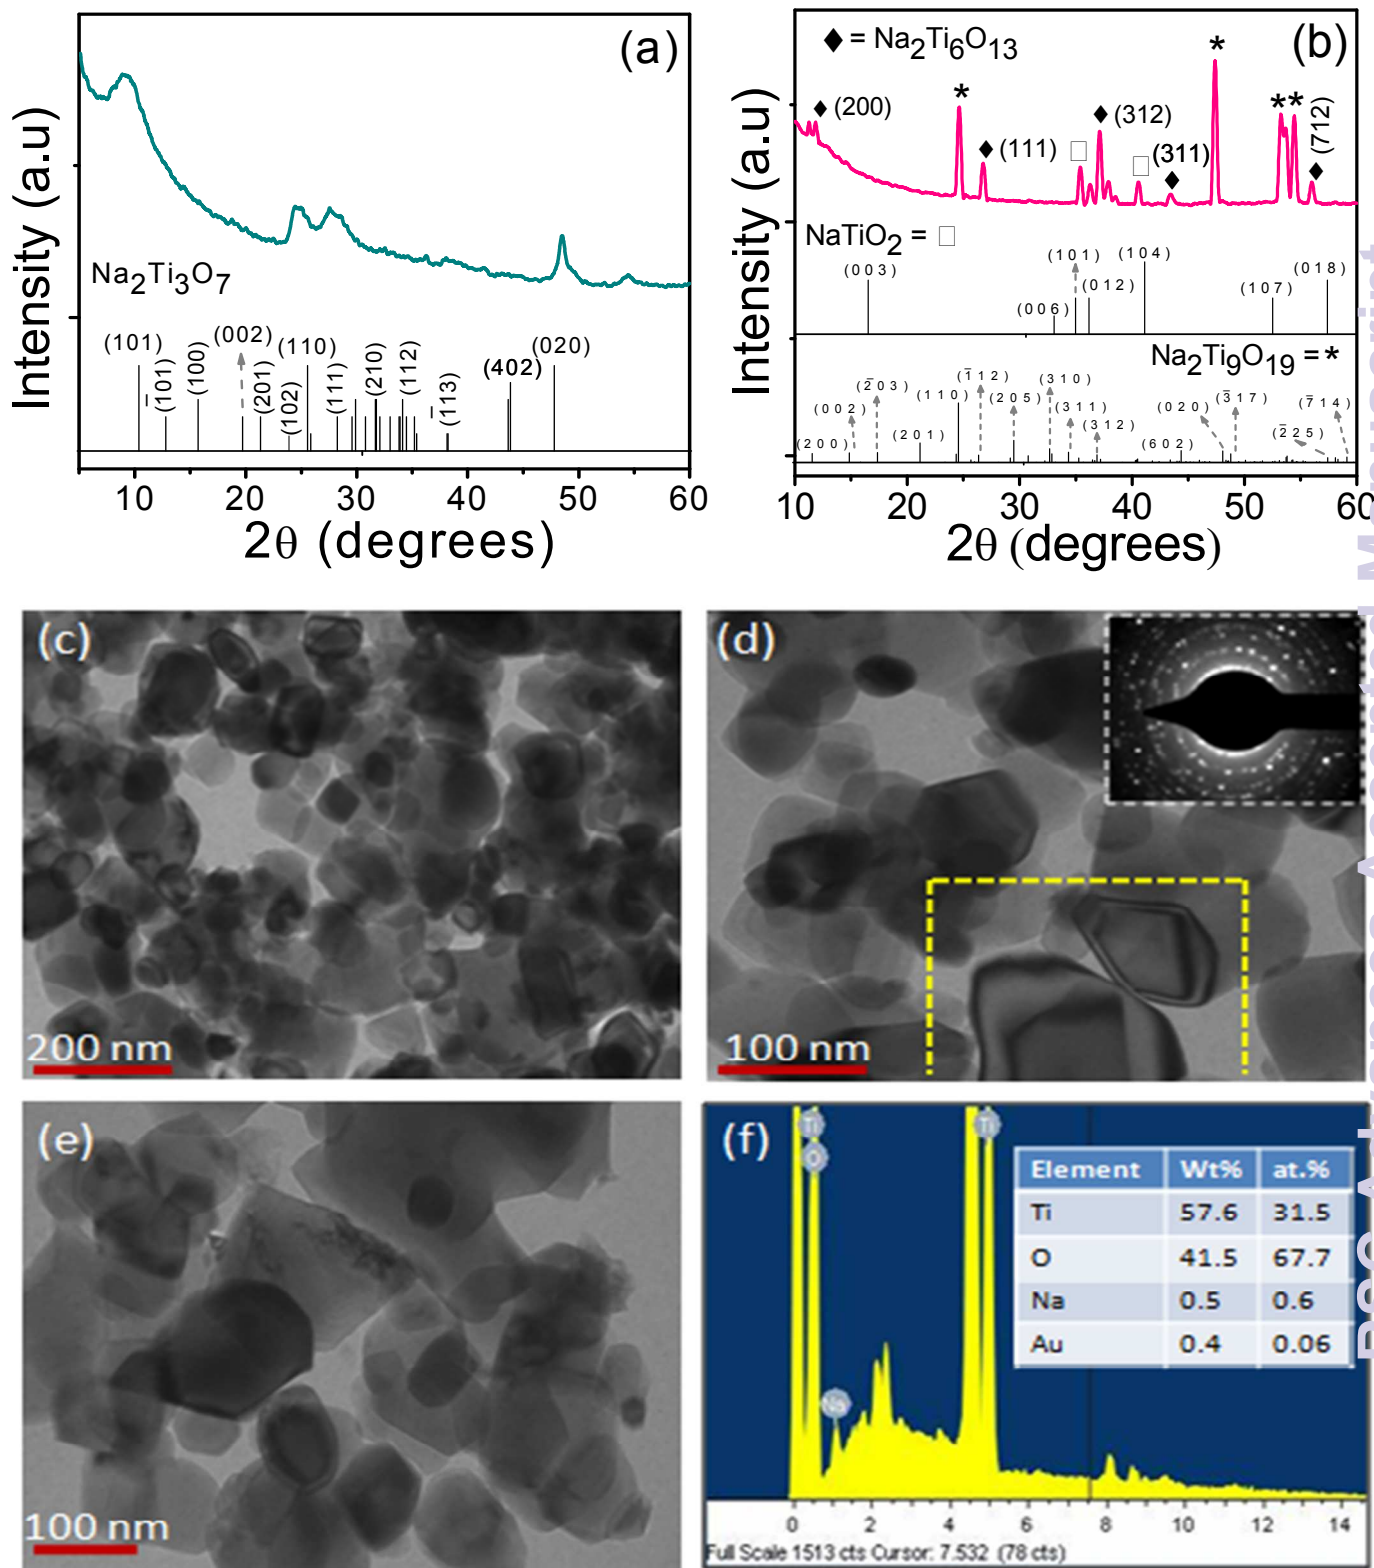 (a)
Intensity (a.u)
Na2Ti3O7
(101)
(1̄01)
(100)
(002)
(201)
(102)
(110)
(111)
(210)
(112)
(1̄13)
(402)
(020)
10 20 30 40 50 60
2θ (degrees)
(b)
Intensity (a.u)
◆ = Na2Ti6O13
◆ (200)
*
◆ (111)
□
◆ (312)
□
(311)
◆
*
**
(712)
◆
NaTiO2 = □
(003)
(006)
(101)
(012)
(104)
(107)
(018)
Na2Ti9O19 = *
(200)
(002)
(2̄03)
(201)
(110)
(1̄12)
(205)
(310)
(311)
(312)
(602)
(020)
(3̄17)
(2̄25)
(7̄14)
10 20 30 40 50 60
2θ (degrees)
(c)
200 nm
(d)
100 nm
(e)
100 nm
(f)
Ti
O
Ti
Na
Element Wt% at.%
Ti 57.6 31.5
O 41.5 67.7
Na 0.5 0.6
Au 0.4 0.06
0 2 4 6 8 10 12 14
Full Scale 1513 cts Cursor: 7.532 (78 cts)
RSC Advances Accepted Manuscript